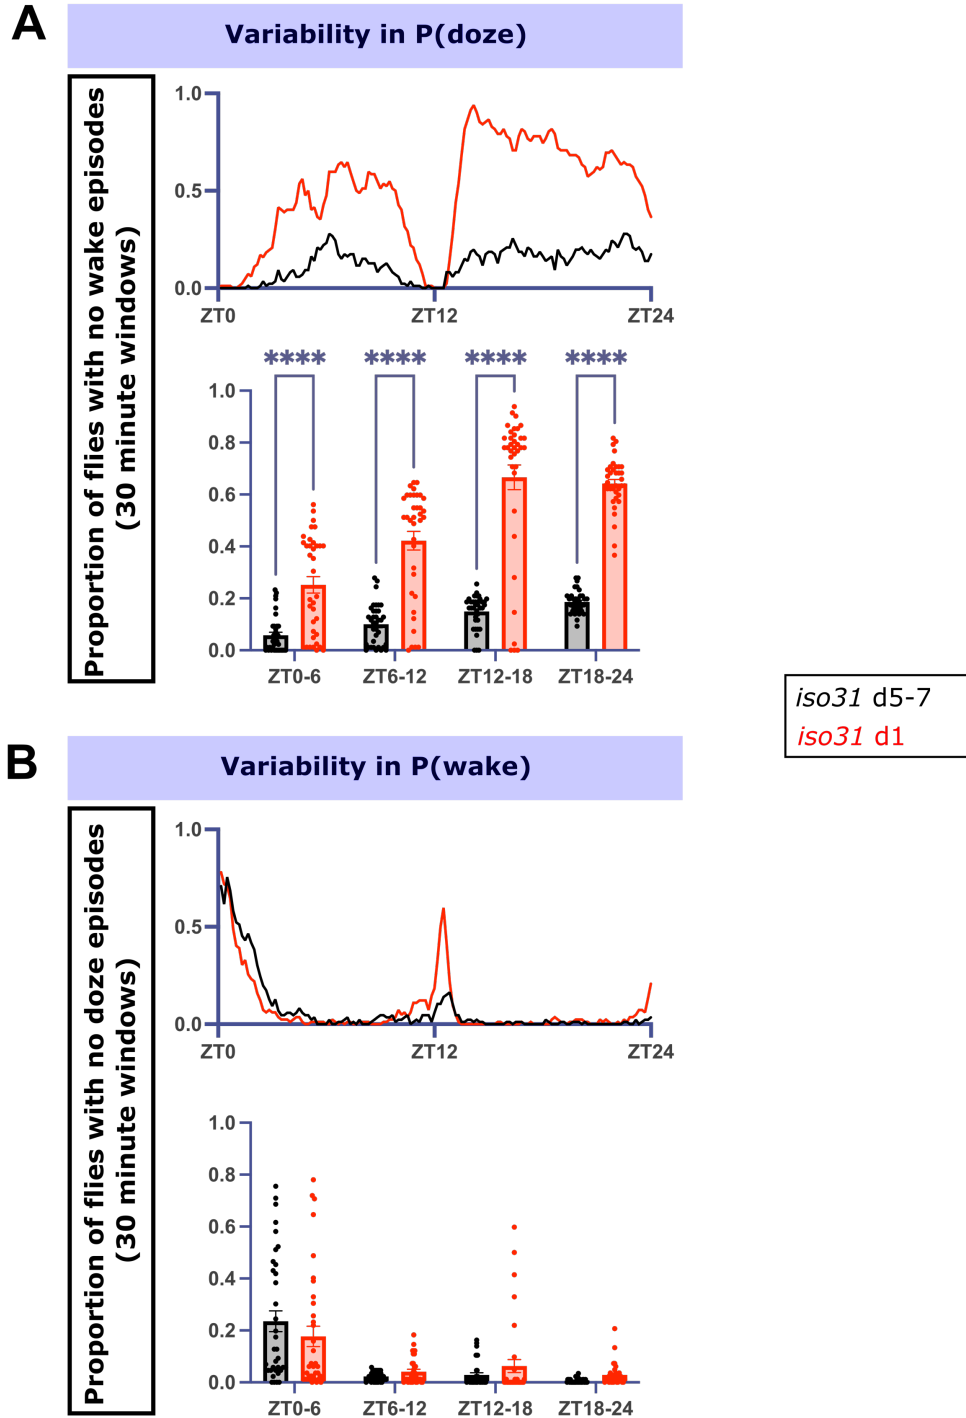 A
Variability in P(doze)
Proportion of flies with no wake episodes
(30 minute windows)
1.0
0.5
0.0
ZT0
ZT12
ZT24
**** **** **** ****
1.0
0.8
0.6
0.4
0.2
0.0
ZT0-6
ZT6-12
ZT12-18
ZT18-24
iso31 d5-7
iso31 d1
B
Variability in P(wake)
Proportion of flies with no doze episodes
(30 minute windows)
1.0
0.5
0.0
ZT0
ZT12
ZT24
1.0
0.8
0.6
0.4
0.2
0.0
ZT0-6
ZT6-12
ZT12-18
ZT18-24